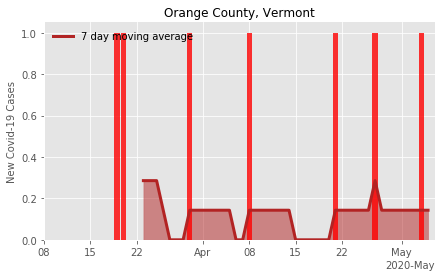 Orange County, Vermont
7 day moving average
New Covid-19 Cases
1.0
0.8
0.6
0.4
0.2
0.0
08 15 22 Apr 08 15 22 May
2020-May